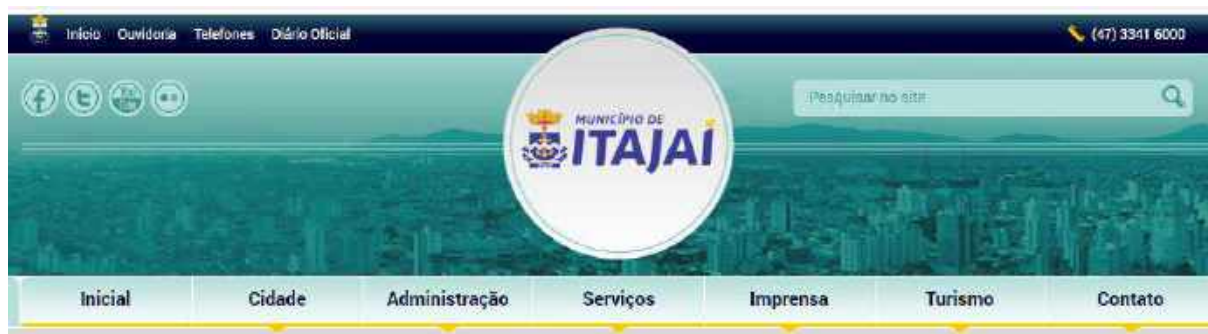 Início Ouvidoria Telefones Diário Oficial (47) 3341 6000
Pesquisar no site
MUNICÍPIO DE
ITAJAÍ
Inicial Cidade Administração Serviços Imprensa Turismo Contato